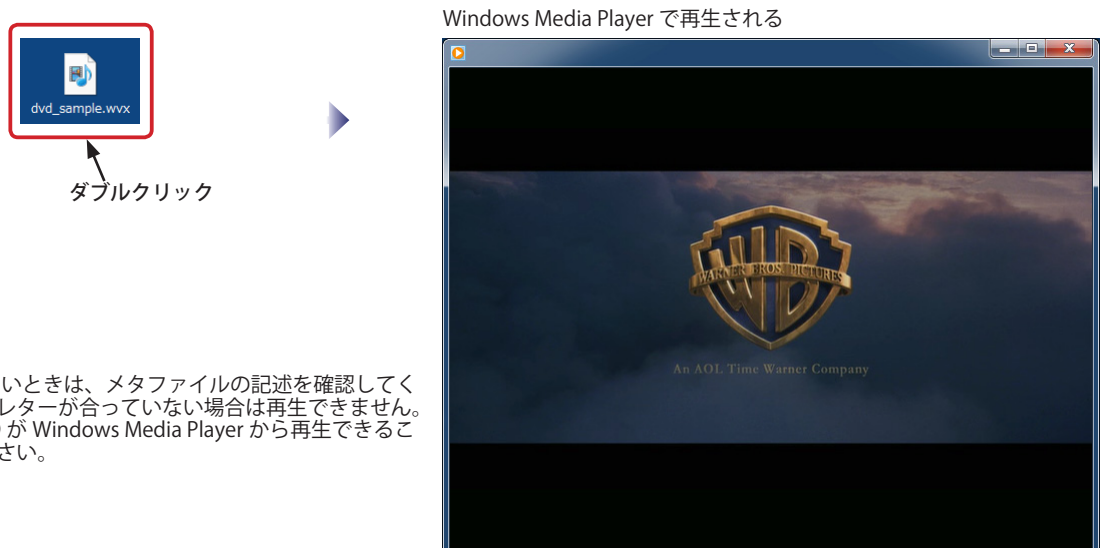 Windows Media Player で再生される
dvd_sample.wvx
ダブルクリック
WARNER BROS PICTURES
WB
An AOL Time Warner Company
いときは、メタファイルの記述を確認してく
レターが合っていない場合は再生できません。
が Windows Media Player から再生できるこ
さい。